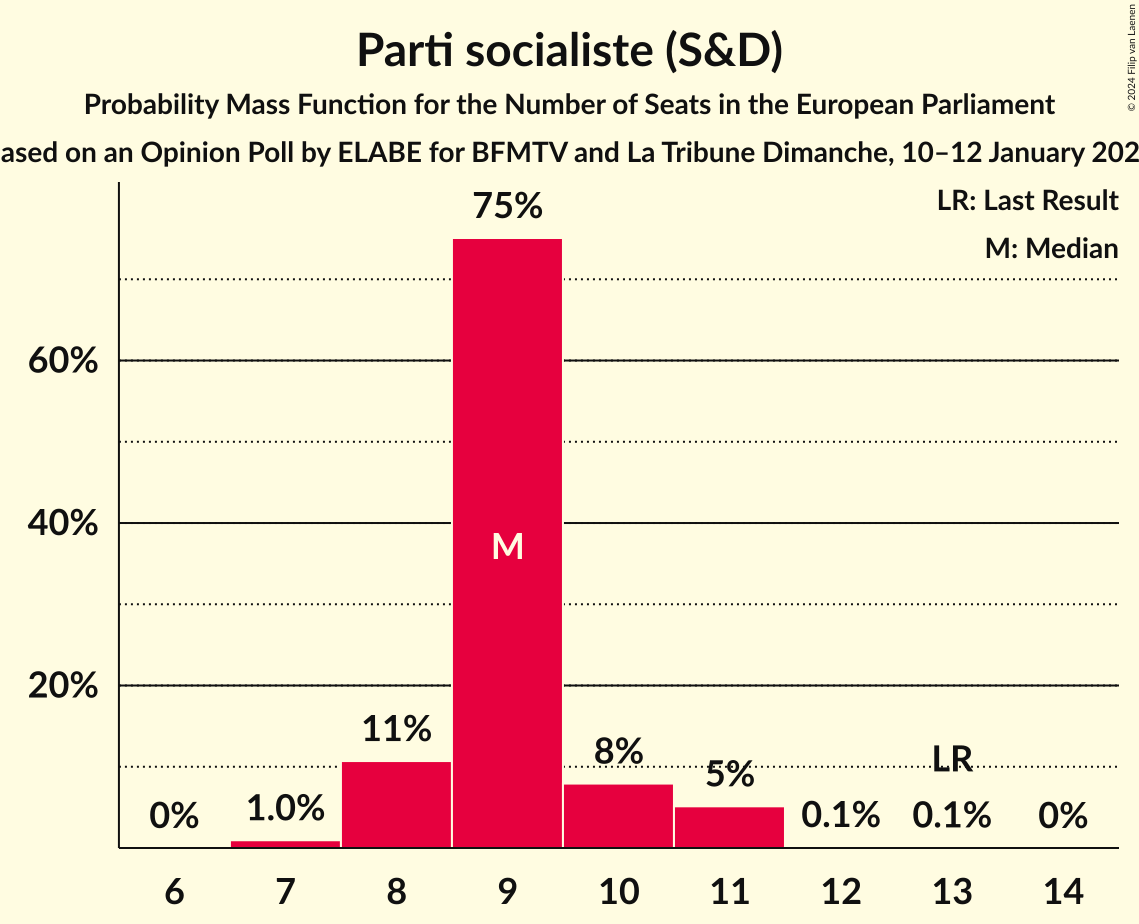 Parti socialiste (S&D)
Probability Mass Function for the Number of Seats in the European Parliament
ased on an Opinion Poll by ELABE for BFMTV and La Tribune Dimanche, 10–12 January 202
© 2024 Filip van Laenen
LR: Last Result
M: Median
75%
60%
40%
M
20%
11%
8%
5%
LR
0%
1.0%
0.1%
0.1%
0%
6 7 8 9 10 11 12 13 14